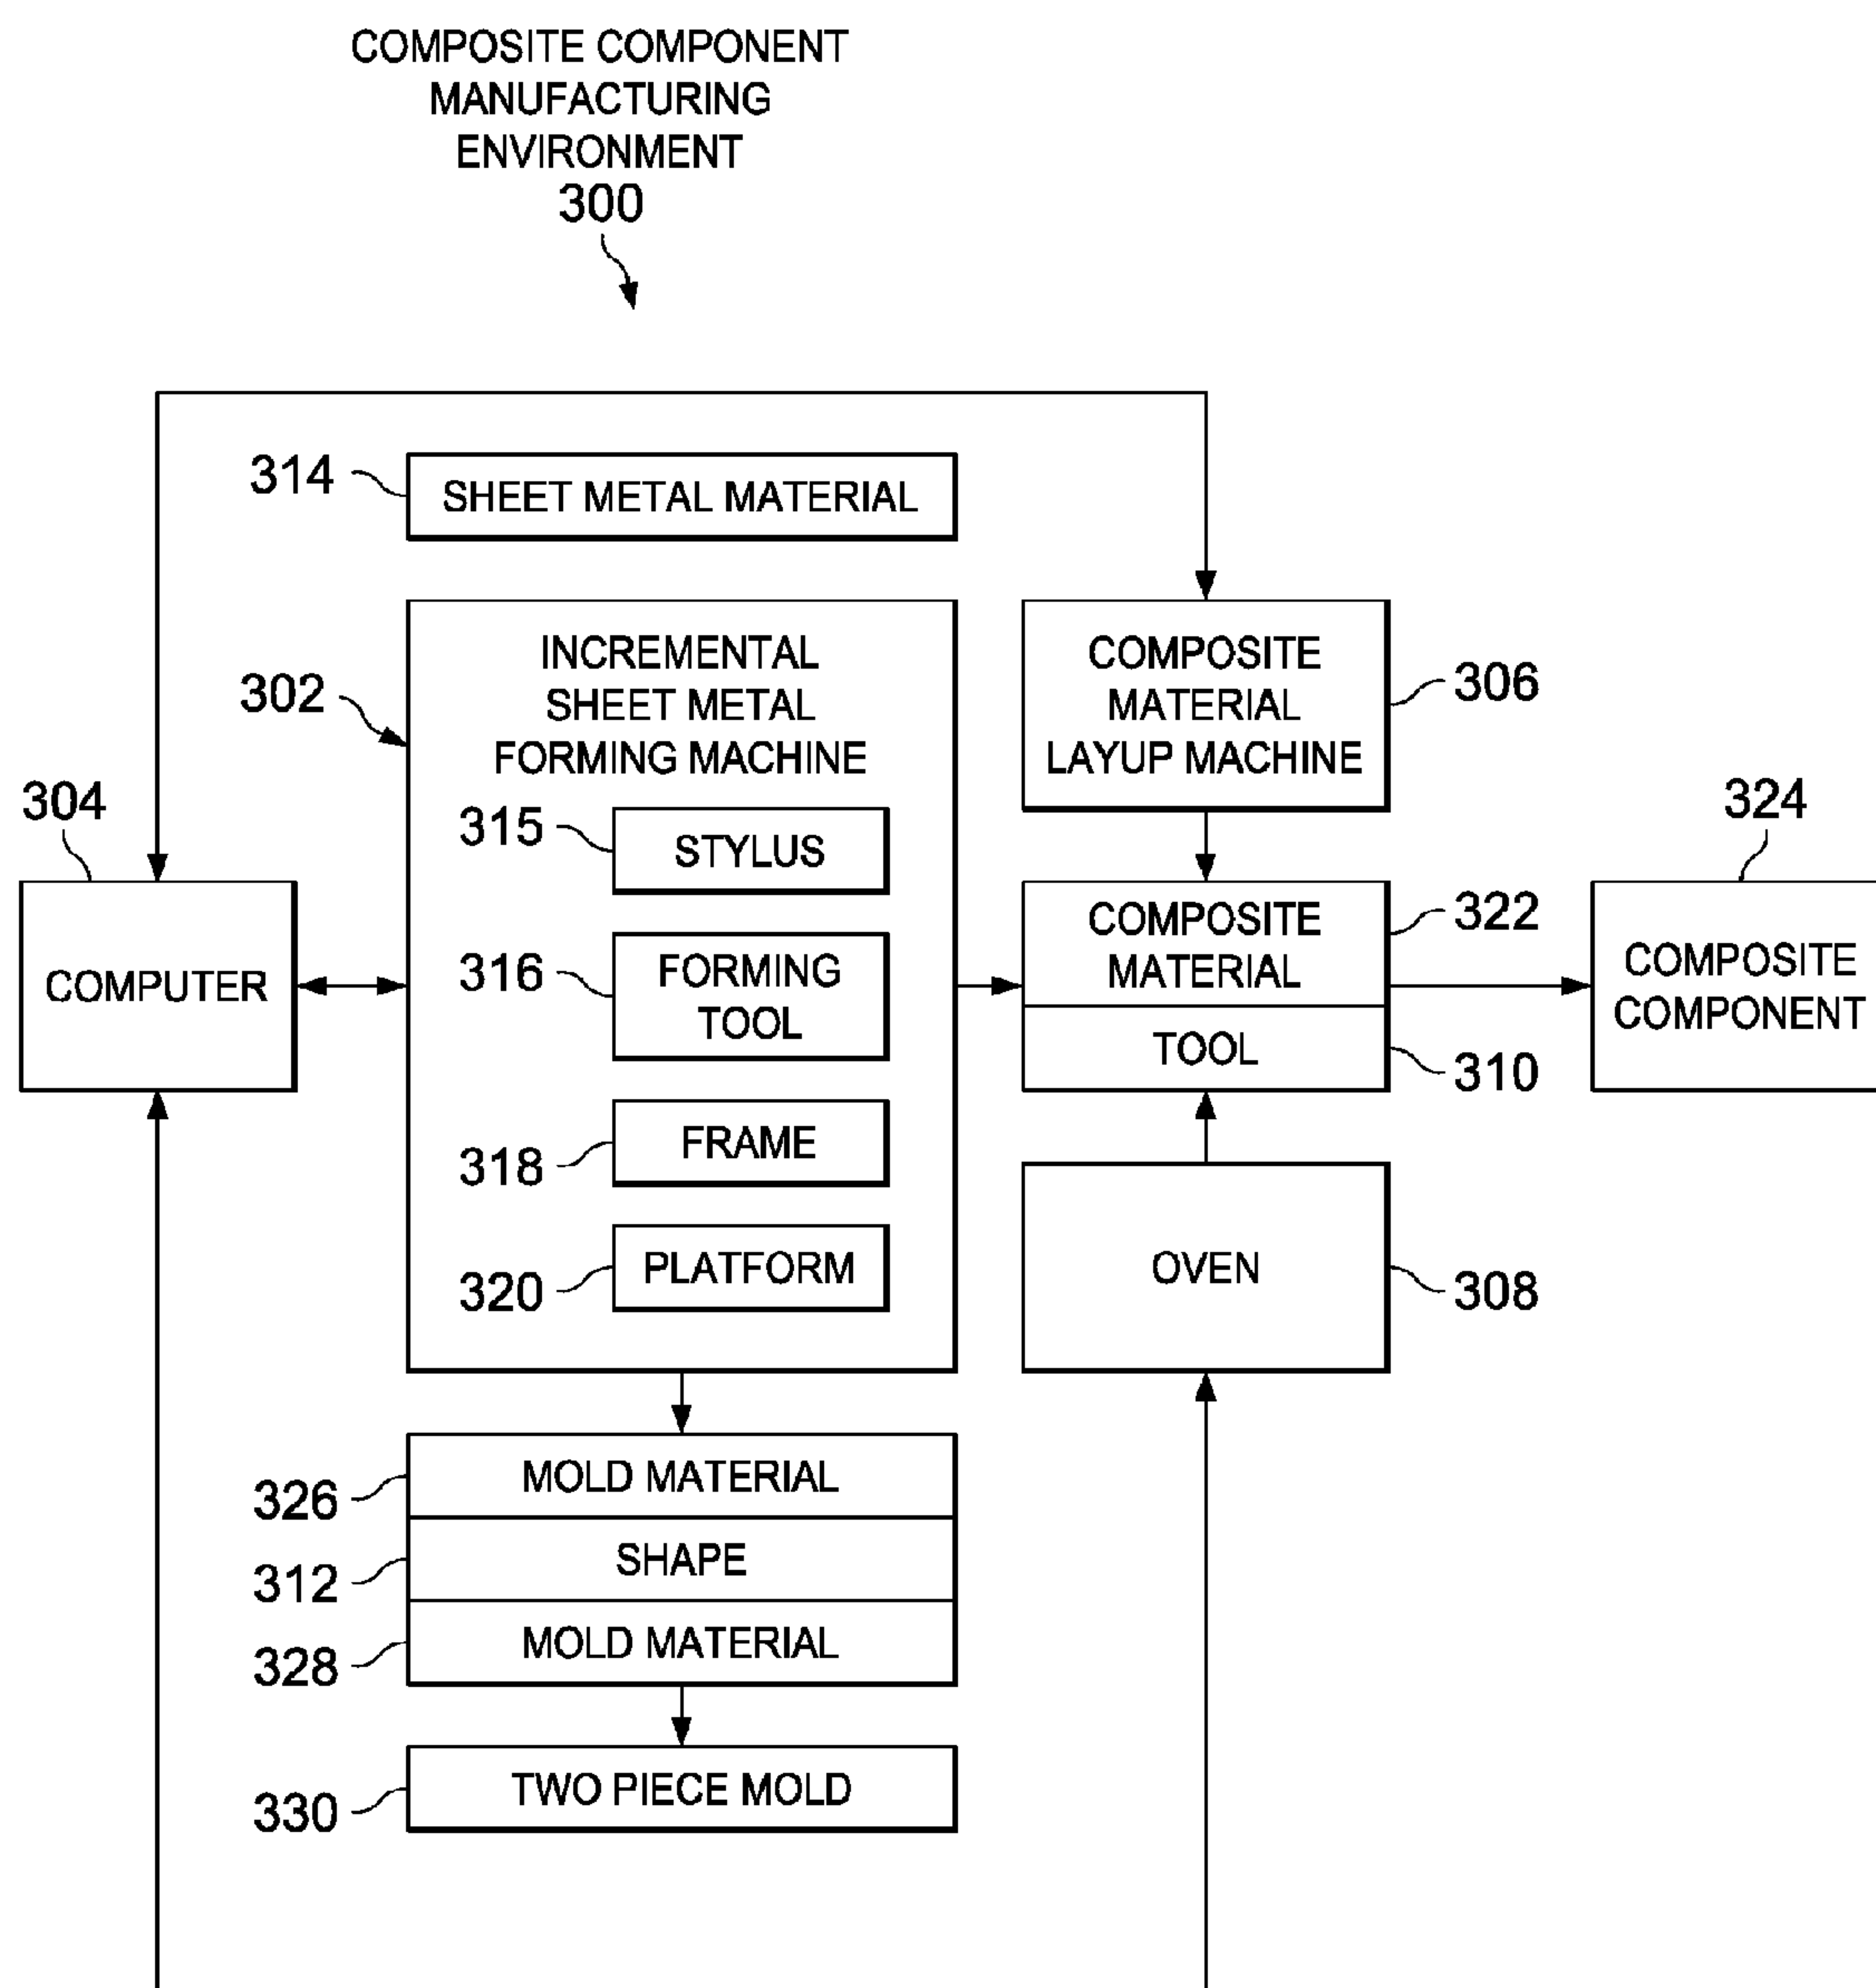 COMPOSITE COMPONENT
MANUFACTURING
ENVIRONMENT
300
314
SHEET METAL MATERIAL
302
INCREMENTAL
SHEET METAL
FORMING MACHINE
315
STYLUS
316
FORMING
TOOL
318
FRAME
320
PLATFORM
304
COMPUTER
COMPOSITE
MATERIAL
LAYUP MACHINE
306
COMPOSITE
MATERIAL
322
TOOL
310
324
COMPOSITE
COMPONENT
OVEN
308
326
MOLD MATERIAL
312
SHAPE
328
MOLD MATERIAL
330
TWO PIECE MOLD